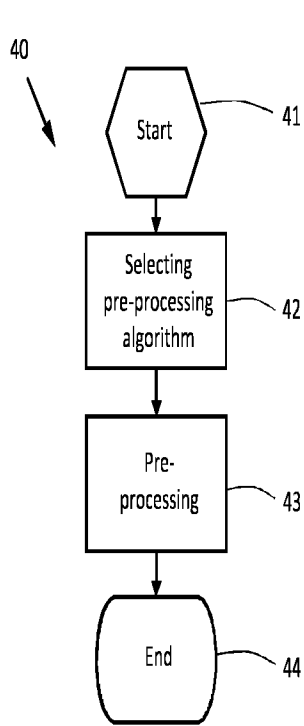 40
Start
41
Selecting
pre-processing
algorithm
42
Pre-
processing
43
End
44